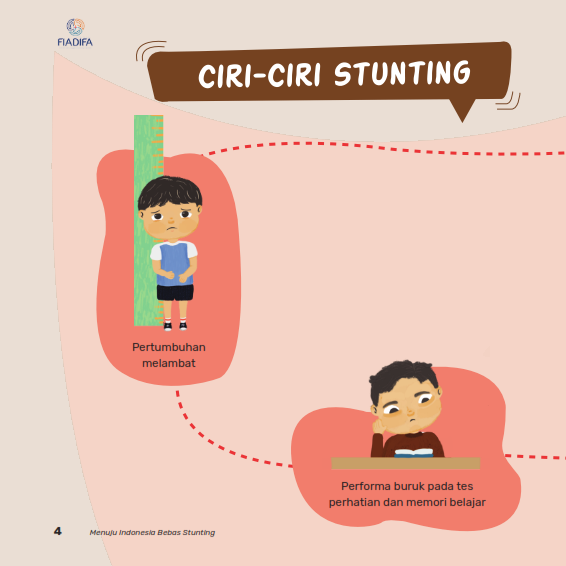 FIADIFA
CIRI-CIRI STUNTING
Pertumbuhan
melambat
Performa buruk pada tes
perhatian dan memori belajar
4
Menuju Indonesia Bebas Stunting